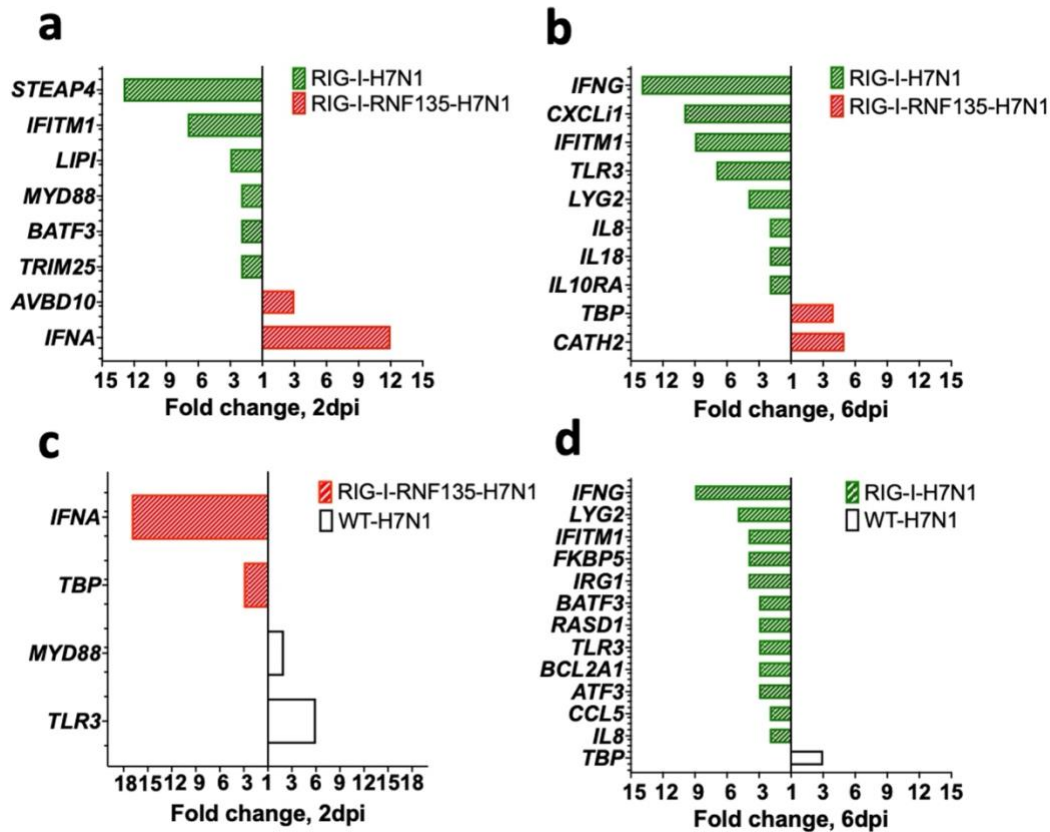 a
RIG-I-H7N1
RIG-I-RNF135-H7N1
STEAP4
IFITM1
LIPI
MYD88
BATF3
TRIM25
AVBD10
IFNA
15 12 9 6 3 1 3 6 9 12 15
Fold change, 2dpi
b
RIG-I-H7N1
RIG-I-RNF135-H7N1
IFNG
CXCLi1
IFITM1
TLR3
LYG2
IL8
IL18
IL10RA
TBP
CATH2
15 12 9 6 3 1 3 6 9 12 15
Fold change, 6dpi
c
RIG-I-RNF135-H7N1
WT-H7N1
IFNA
TBP
MYD88
TLR3
18 15 12 9 6 3 1 3 6 9 12 15 18
Fold change, 2dpi
d
RIG-I-H7N1
WT-H7N1
IFNG
LYG2
IFITM1
FKBP5
IRG1
BATF3
RASD1
TLR3
BCL2A1
ATF3
CCL5
IL8
TBP
15 12 9 6 3 1 3 6 9 12 15
Fold change, 6dpi